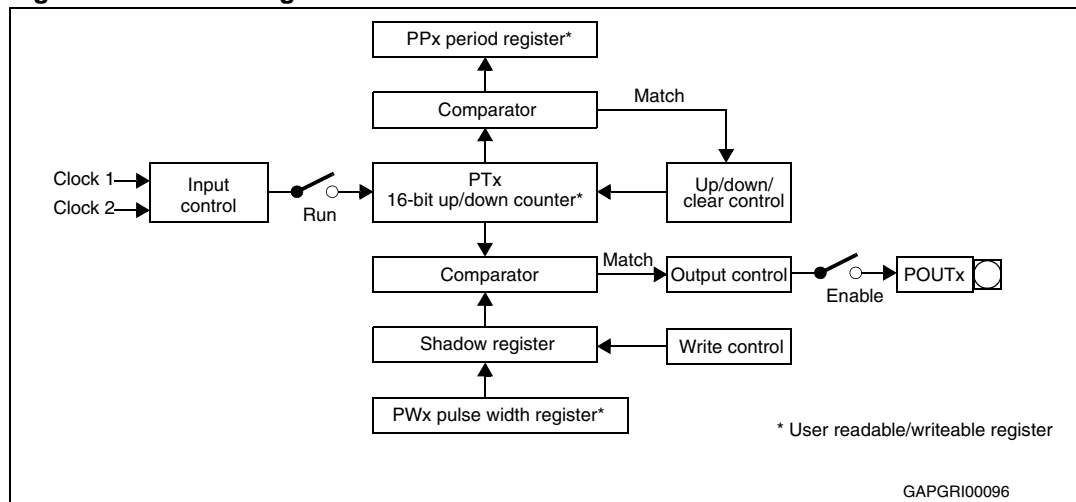 PPx period register*
Comparator
Match
Clock 1
Clock 2
Input
control
Run
PTx
16-bit up/down counter*
Up/down/
clear control
Comparator
Match
Output control
Enable
POUTx
Shadow register
Write control
PWx pulse width register*
* User readable/writeable register
GAPGRI00096